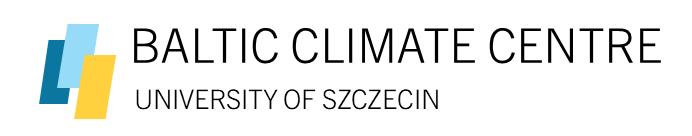 BALTIC CLIMATE CENTRE
UNIVERSITY OF SZCZECIN